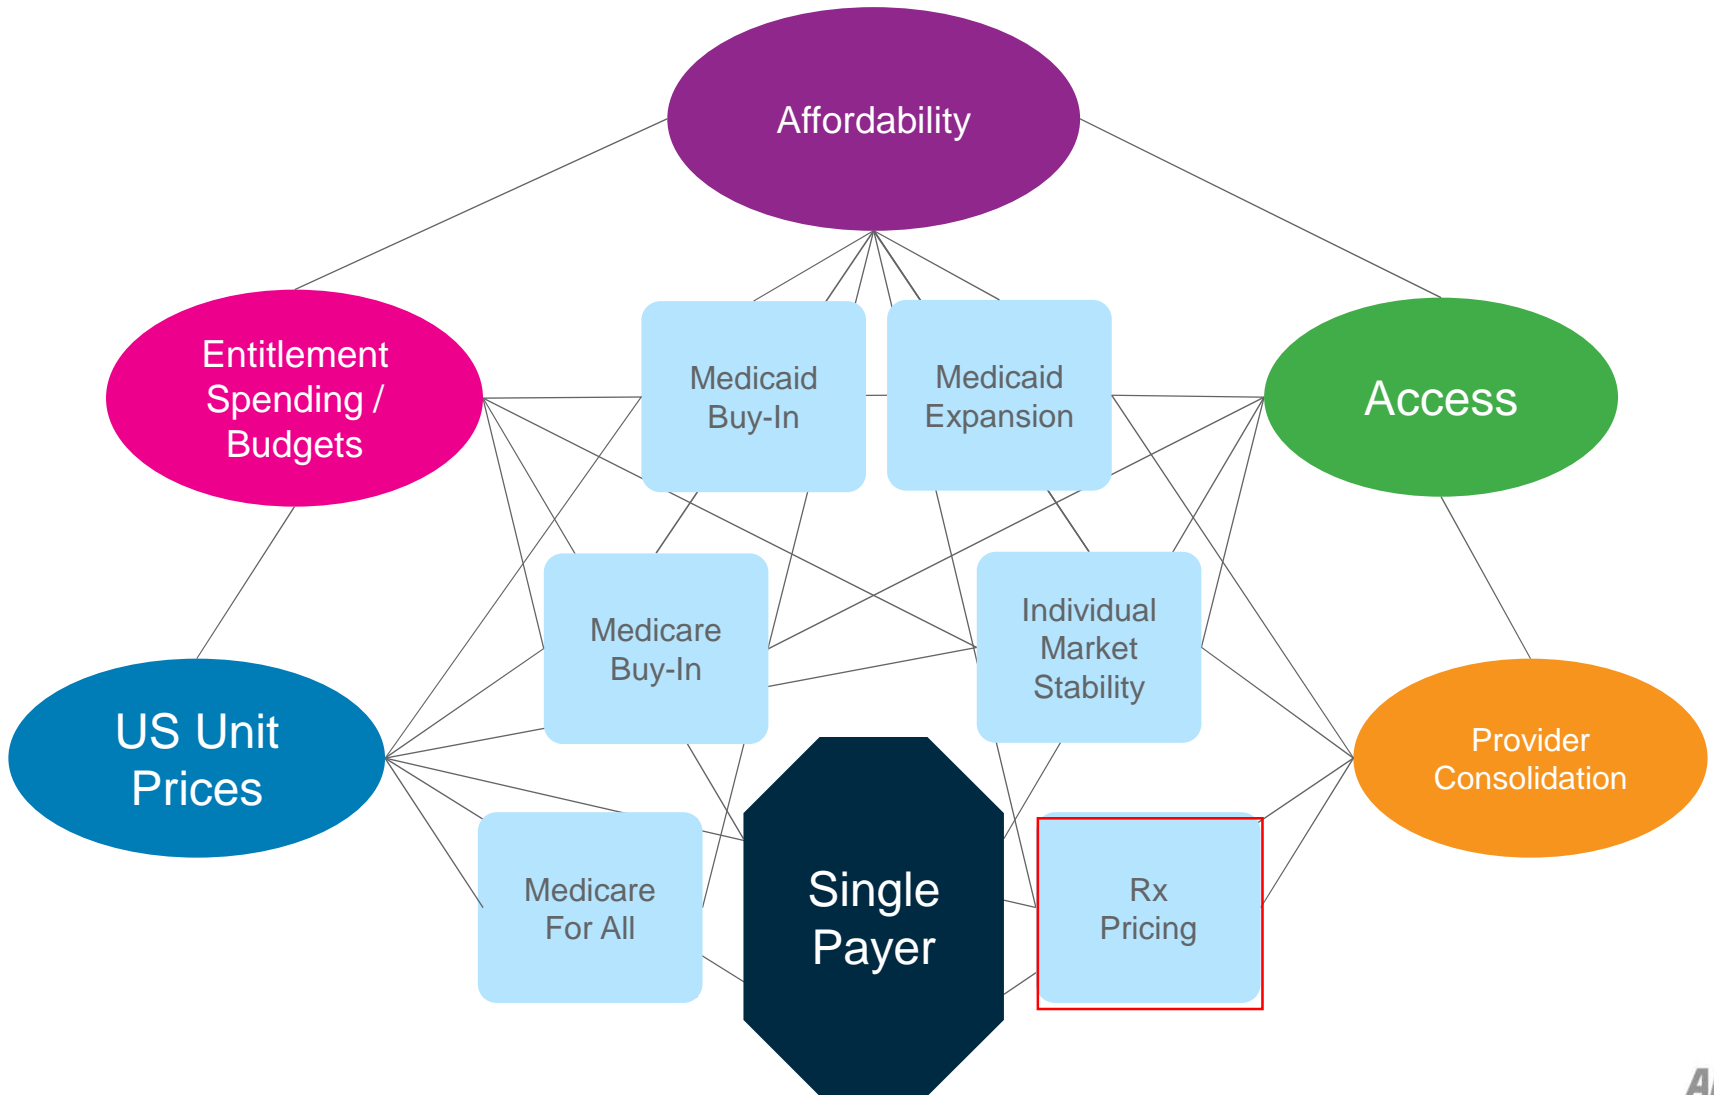 Affordability
Entitlement
Spending /
Budgets
Medicaid
Buy-In
Medicaid
Expansion
Access
Medicare
Buy-In
Individual
Market
Stability
US Unit
Prices
Provider
Consolidation
Medicare
For All
Single
Payer
Rx
Pricing